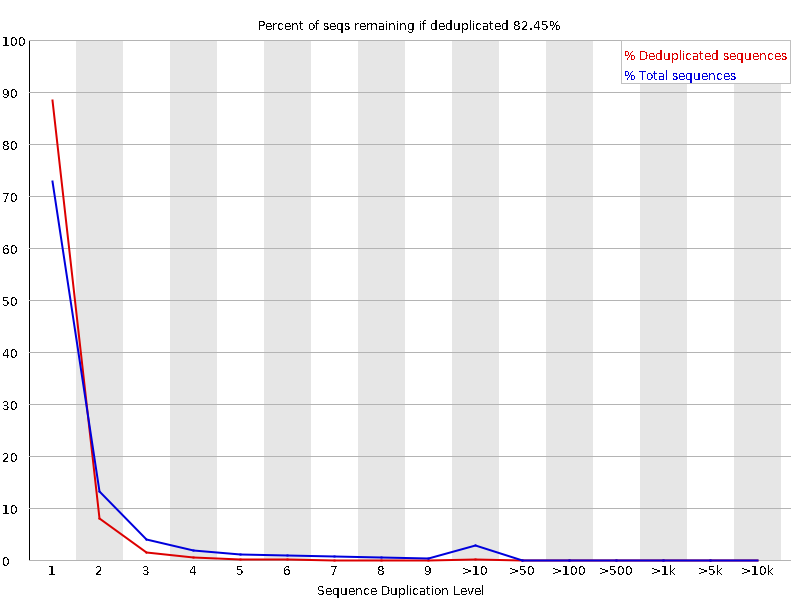 Percent of seqs remaining if deduplicated 82.45%
% Deduplicated sequences
% Total sequences
100
90
80
70
60
50
40
30
20
10
0
1 2 3 4 5 6 7 8 9 >10 >50 >100 >500 >1k >5k >10k
Sequence Duplication Level